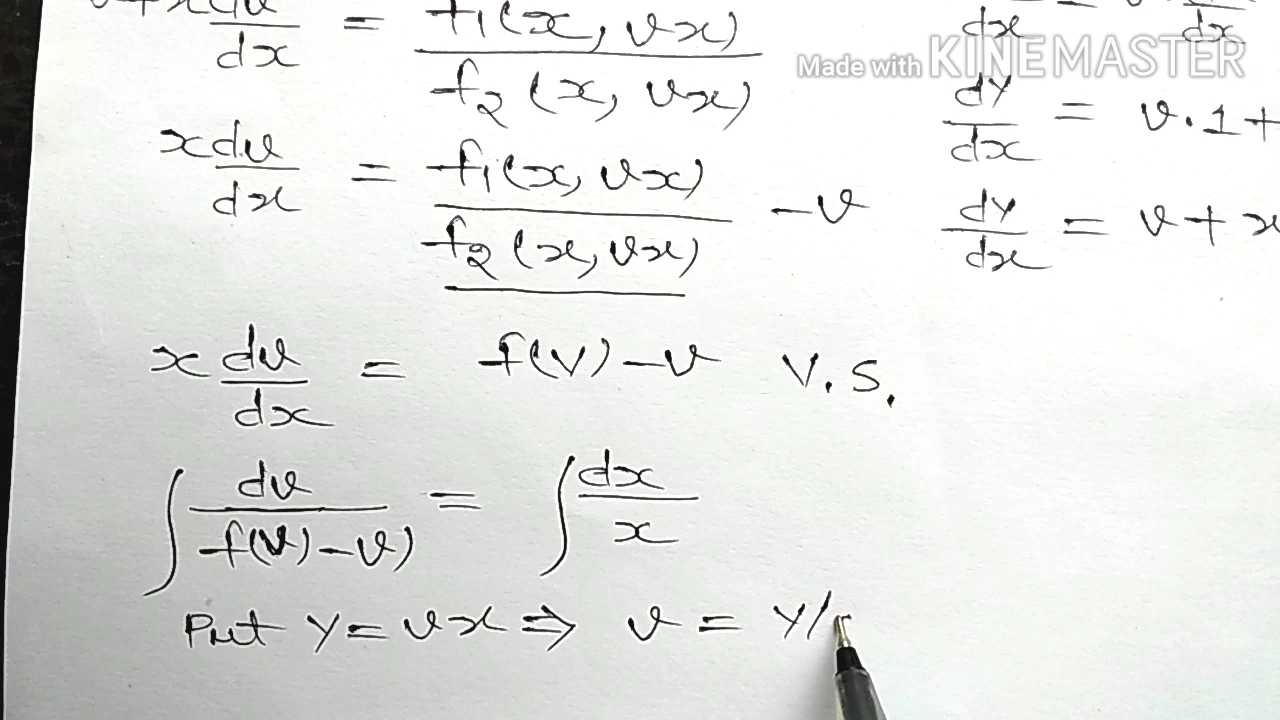 v + x dv/dx = f1(x, vx) / f2(x, vx)
x dv/dx = f1(x, vx) / f2(x, vx) - v
x dv/dx = f(V) - v V.S.
∫ dv / f(V) - v) = ∫ dx / x
Put y = vx ⇒ v = y/
Made with KINEMASTER
dy/dx = v.1 +
dy/dx = v + x